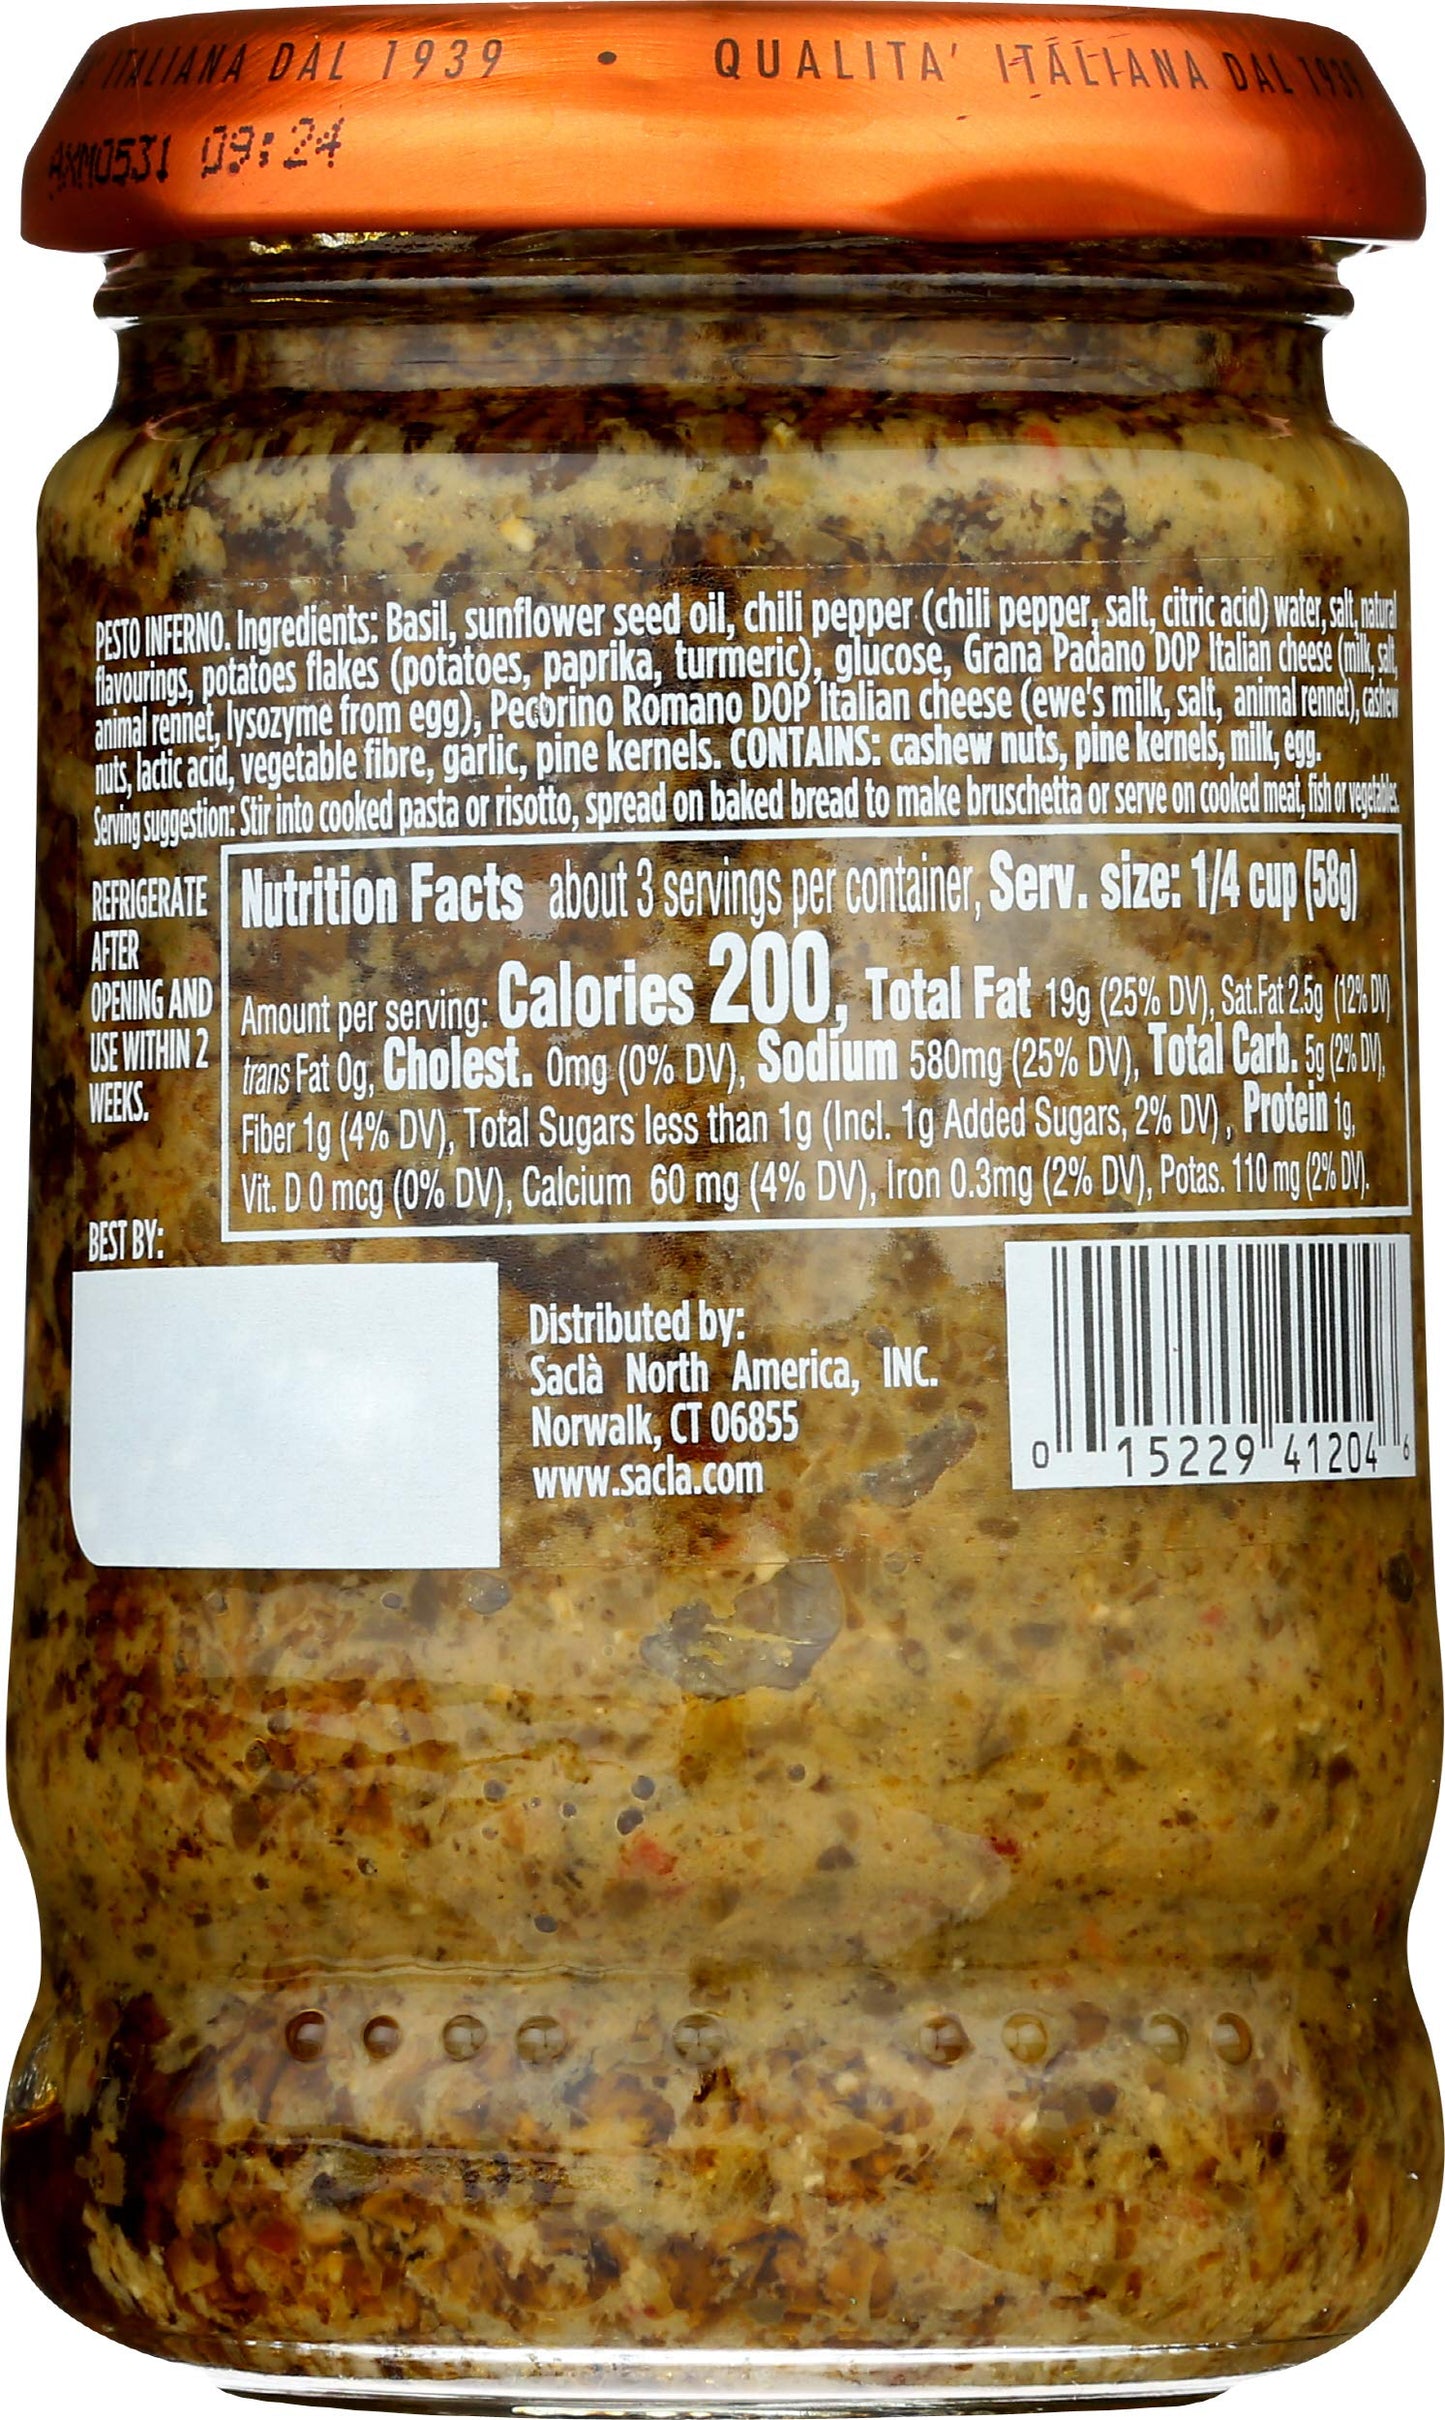 ITALIANA DAL 1939 • QUALITA' ITALIANA DAL 1939
AXM0531 09:24
PESTO INFERNO. Ingredients: Basil, sunflower seed oil, chili pepper (chili pepper, salt, citric acid) water, salt, natural
flavourings, potatoes flakes (potatoes, paprika, turmeric), glucose, Grana Padano DOP Italian cheese (milk, salt,
animal rennet, lysozyme from egg), Pecorino Romano DOP Italian cheese (ewe's milk, salt, animal rennet), cashew
nuts, lactic acid, vegetable fibre, garlic, pine kernels. CONTAINS: cashew nuts, pine kernels, milk, egg.
Serving suggestion: Stir into cooked pasta or risotto, spread on baked bread to make bruschetta or serve on cooked meat, fish or vegetables.
REFRIGERATE
AFTER
OPENING AND
USE WITHIN 2
WEEKS.
Nutrition Facts about 3 servings per container, Serv. size: 1/4 cup (58g)
Amount per serving: Calories 200, Total Fat 19g (25% DV), Sat.Fat 2.5g (12% DV)
trans Fat 0g, Cholest. 0mg (0% DV), Sodium 580mg (25% DV), Total Carb. 5g (2% DV),
Fiber 1g (4% DV), Total Sugars less than 1g (Incl. 1g Added Sugars, 2% DV), Protein 1g,
Vit. D 0 mcg (0% DV), Calcium 60 mg (4% DV), Iron 0.3mg (2% DV), Potas. 110 mg (2% DV).
BEST BY:
Distributed by:
Saclà North America, INC.
Norwalk, CT 06855
www.sacla.com
0 15229 41204 6